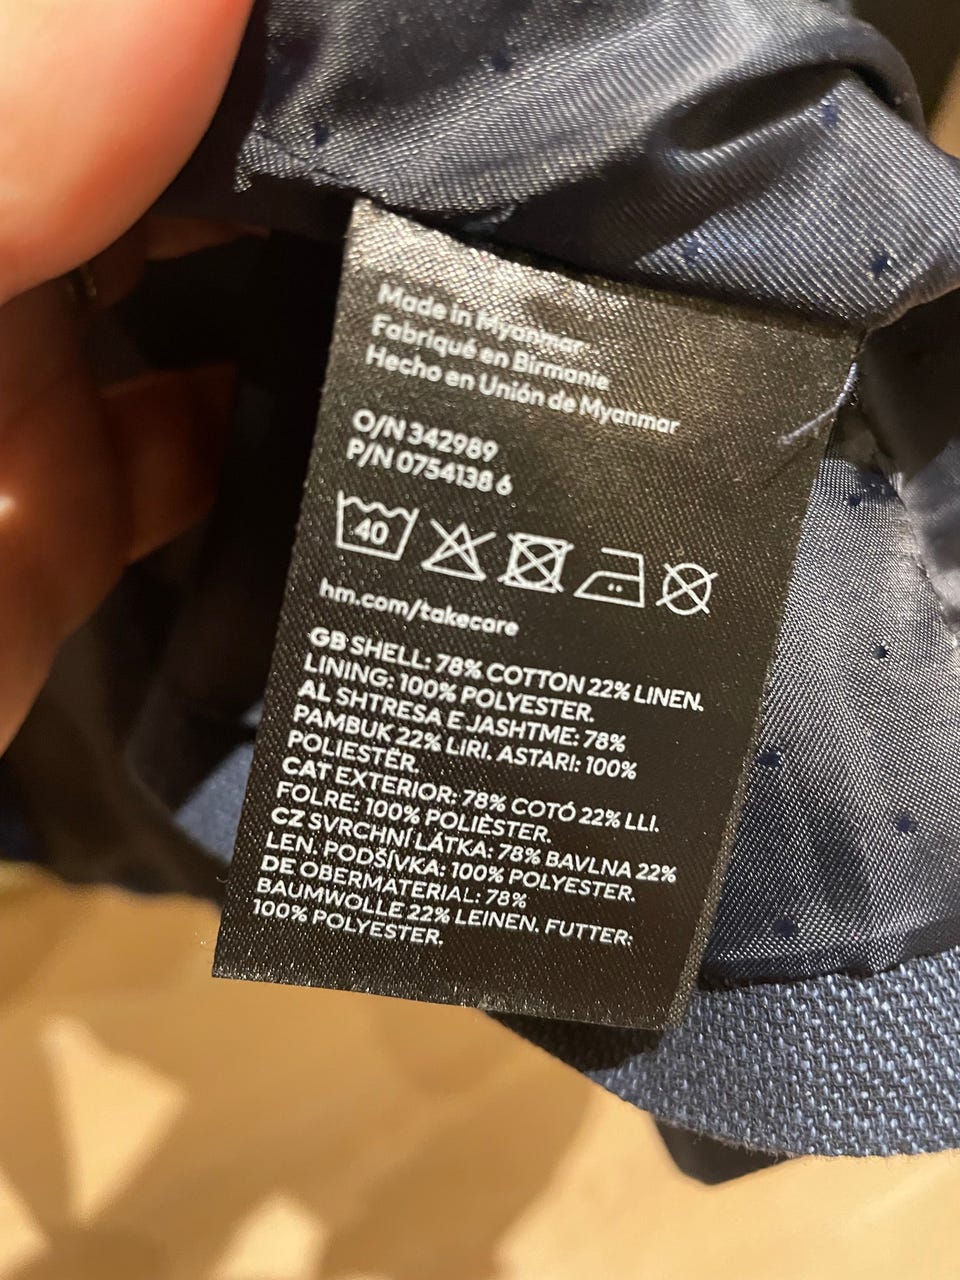 Made in Myanmar
Fabriqué en Birmanie
Hecho en Unión de Myanmar
O/N 342989
P/N 0754138 6
40
hm.com/takecare
GB SHELL: 78% COTTON 22% LINEN.
LINING: 100% POLYESTER.
AL SHTRESA E JASHTME: 78%
PAMBUK 22% LIRI. ASTARI: 100%
POLIESTËR.
CAT EXTERIOR: 78% COTÓ 22% LLI.
FOLRE: 100% POLIÈSTER.
CZ SVRCHNÍ LÁTKA: 78% BAVLNA 22%
LEN. PODŠÍVKA: 100% POLYESTER.
DE OBERMATERIAL: 78%
BAUMWOLLE 22% LEINEN. FUTTER:
100% POLYESTER.